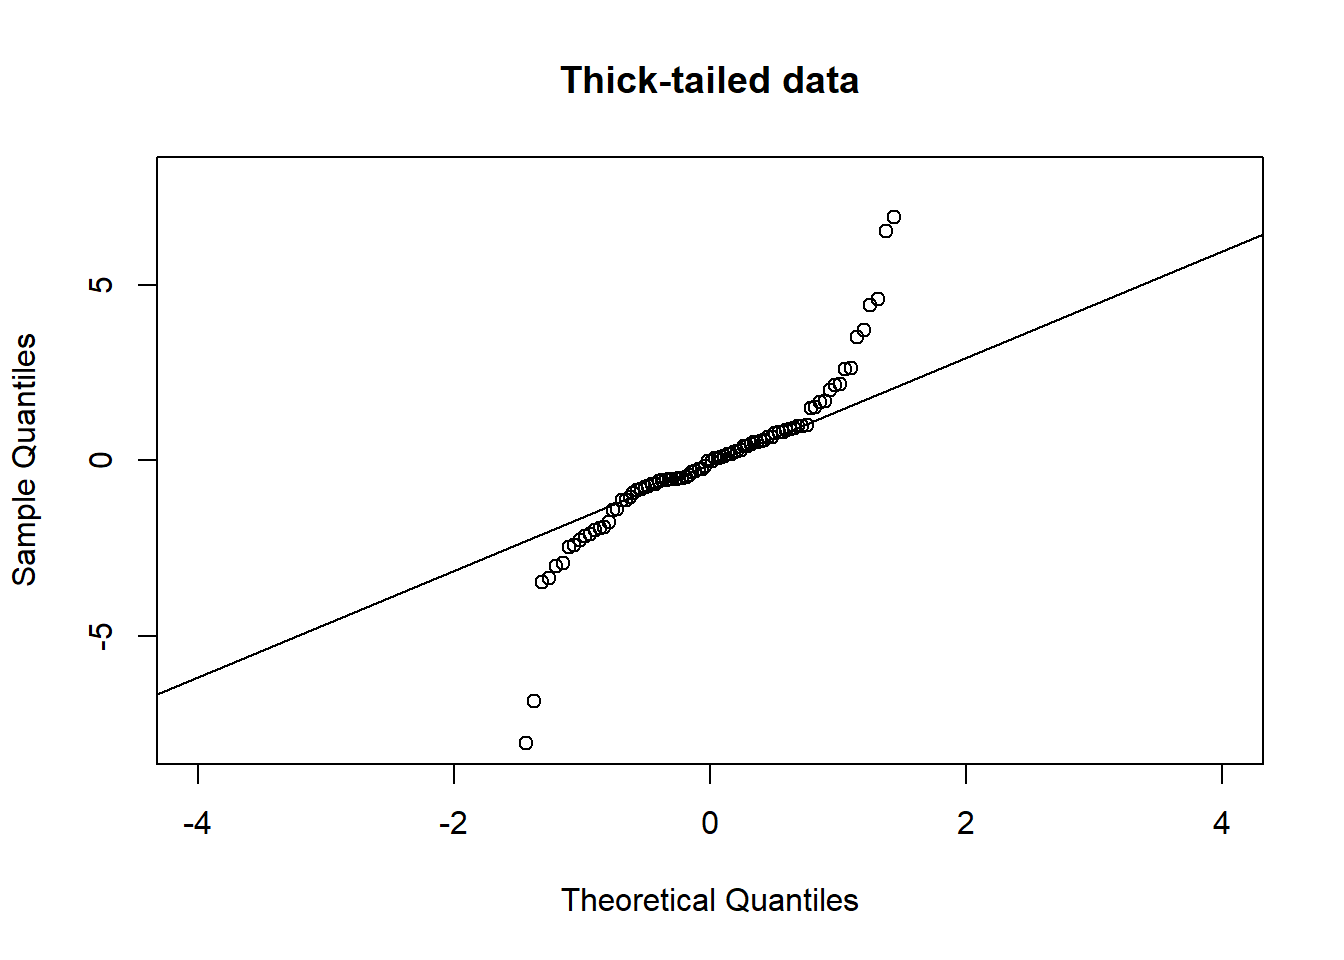 Thick-tailed data
5
0
-5
Sample Quantiles
-4 -2 0 2 4
Theoretical Quantiles